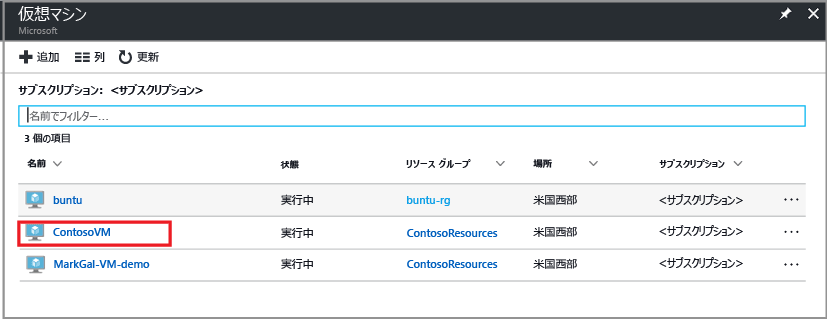 仮想マシン
Microsoft
追加 列 更新
サブスクリプション: <サブスクリプション>
名前でフィルター...
3 個の項目
名前 状態 リソース グループ 場所 サブスクリプション
buntu 実行中 buntu-rg 米国西部 <サブスクリプション> ...
ContosoVM 実行中 ContosoResources 米国西部 <サブスクリプション> ...
MarkGal-VM-demo 実行中 ContosoResources 米国西部 <サブスクリプション> ...